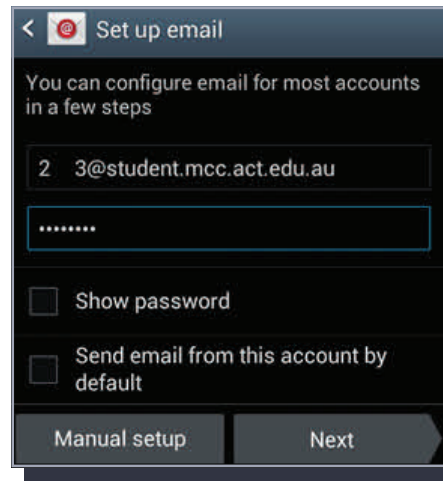 Set up email
You can configure email for most accounts
in a few steps
2 3@student.mcc.act.edu.au
••••••••
Show password
Send email from this account by
default
Manual setup
Next